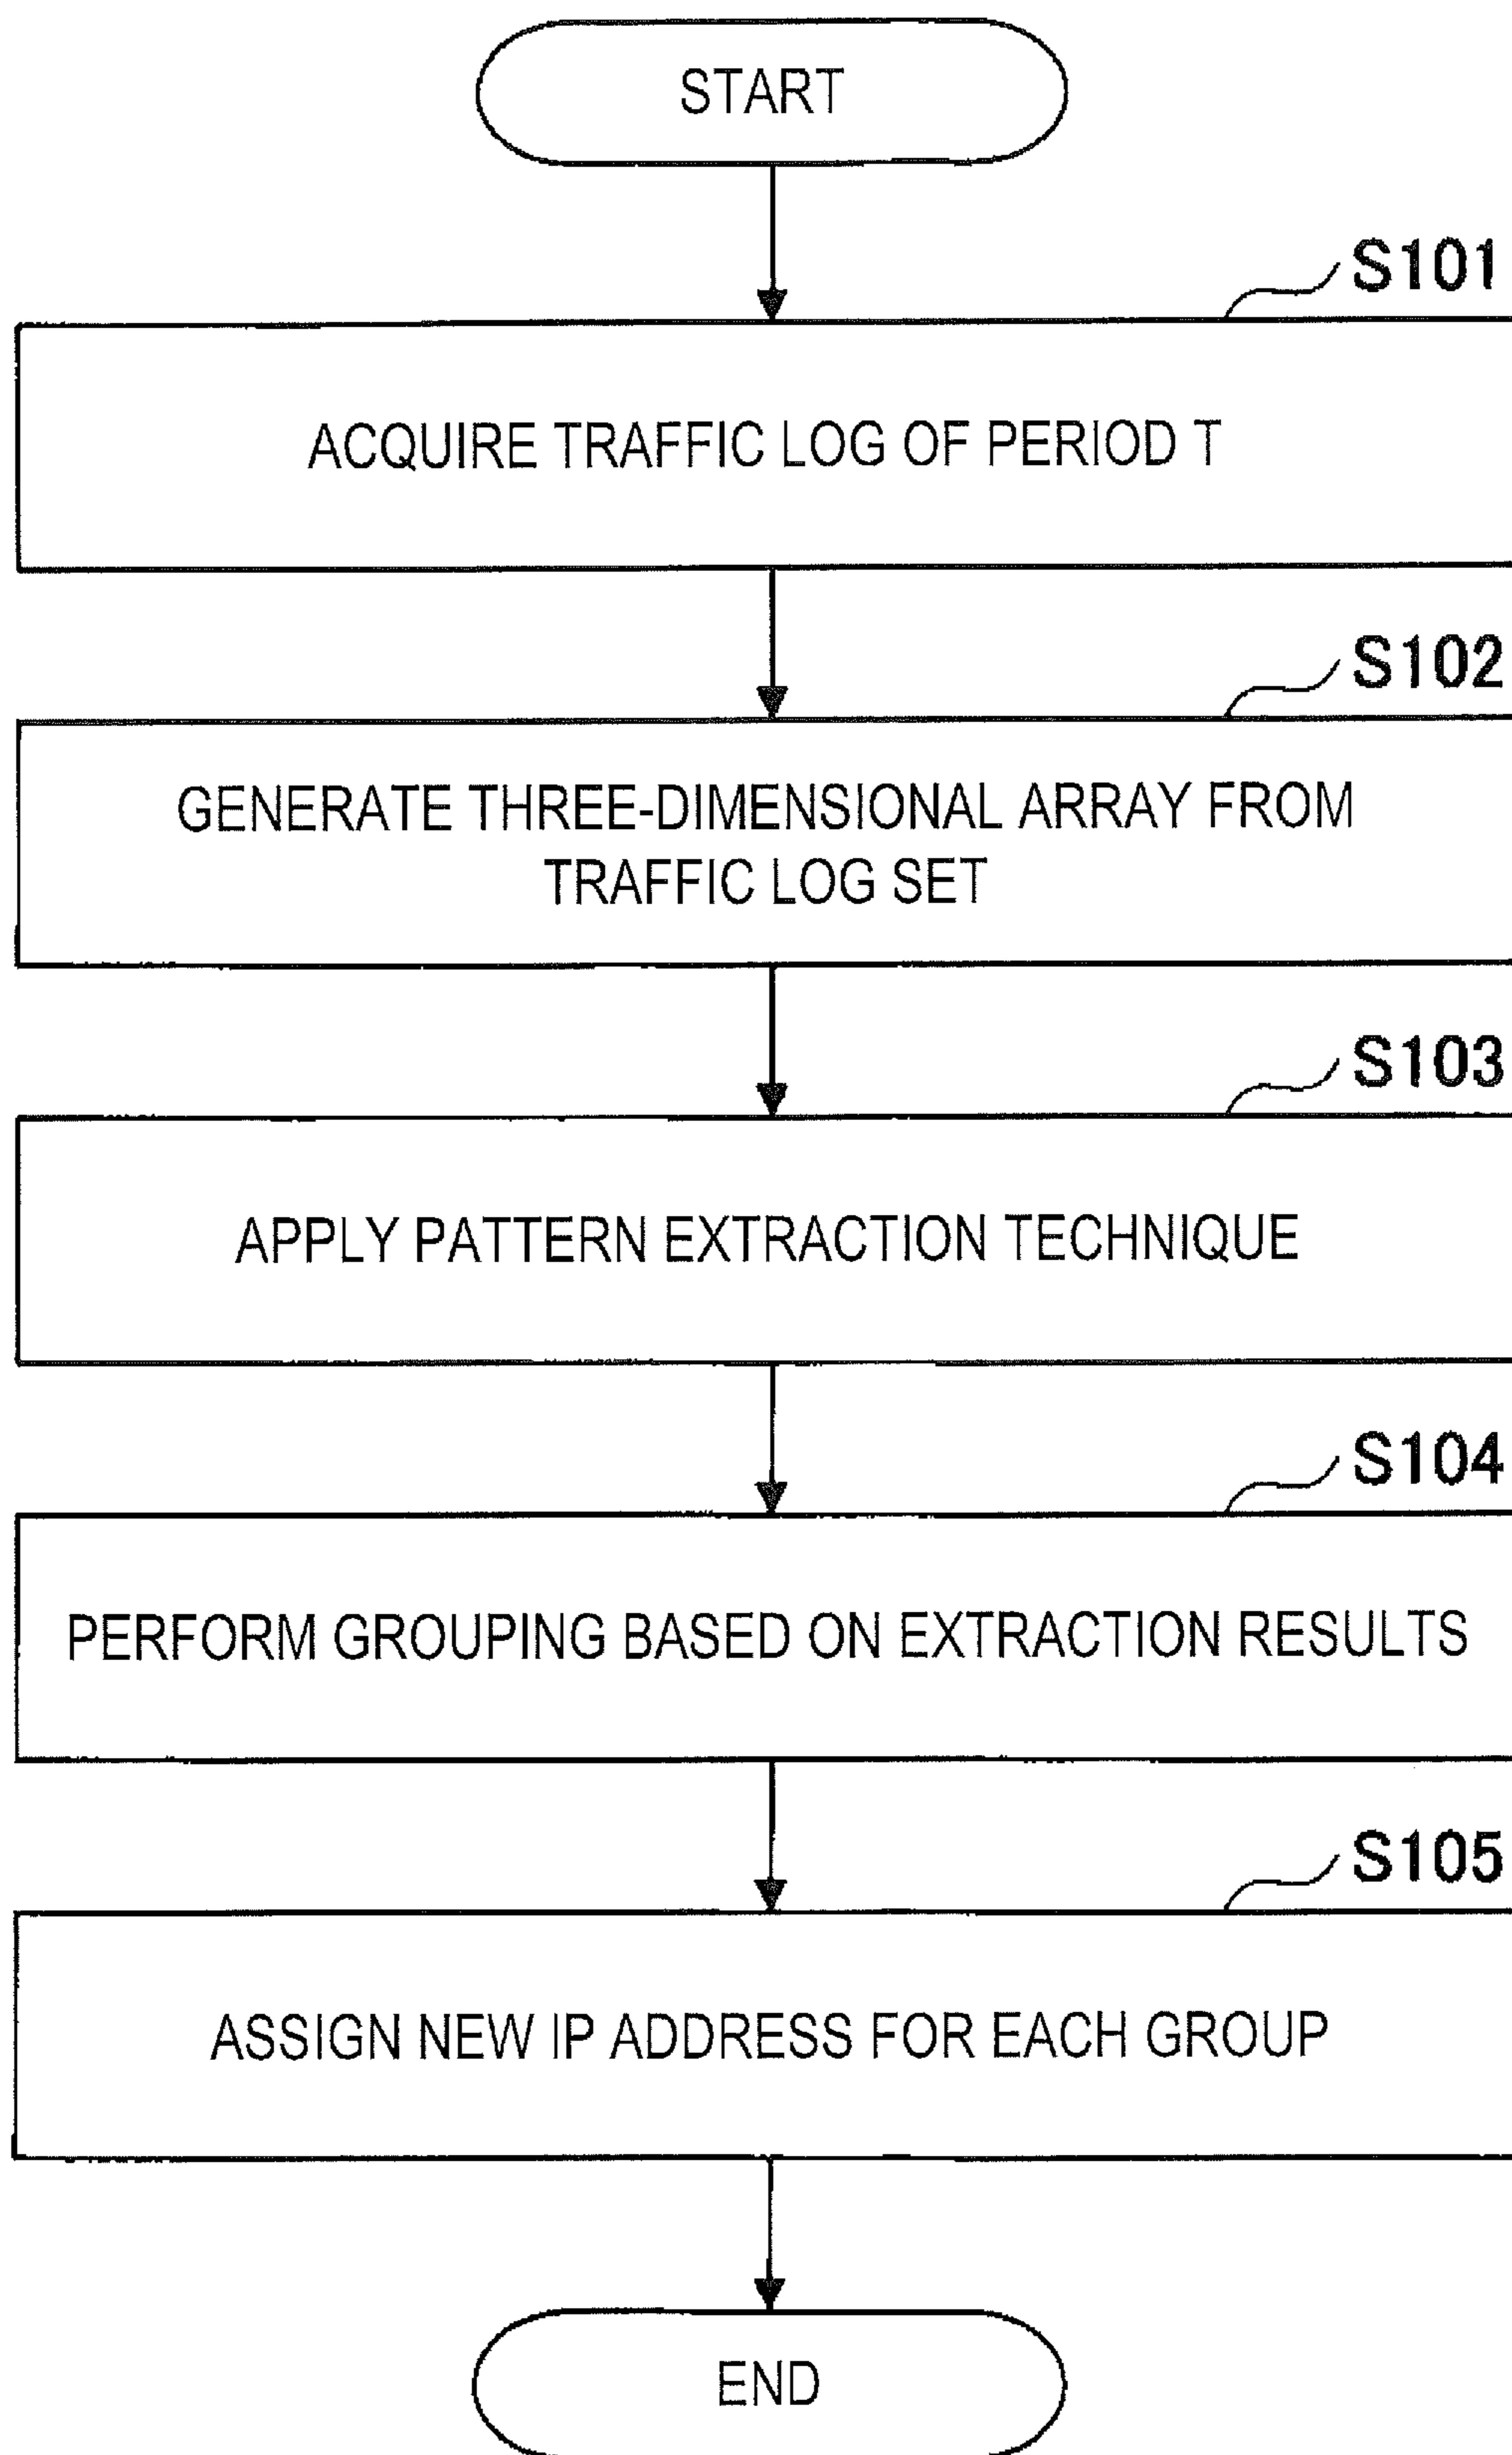 START
S101
ACQUIRE TRAFFIC LOG OF PERIOD T
S102
GENERATE THREE-DIMENSIONAL ARRAY FROM
TRAFFIC LOG SET
S103
APPLY PATTERN EXTRACTION TECHNIQUE
S104
PERFORM GROUPING BASED ON EXTRACTION RESULTS
S105
ASSIGN NEW IP ADDRESS FOR EACH GROUP
END